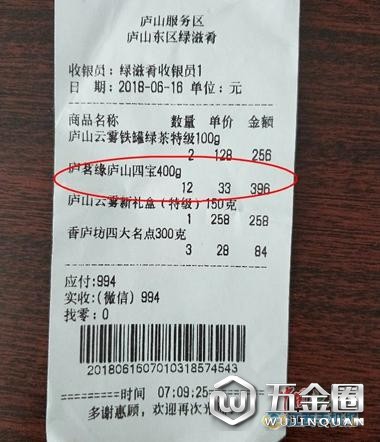 庐山服务区
庐山东区绿滋肴
收银员：绿滋肴收银员1
日 期：2018-06-16 单位：元
商品名称 数量 单价 金额
庐山云雾铁罐绿茶特级100g
2 128 256
庐茗缘庐山四宝400g
12 33 396
庐山云雾新礼盒(特级)150克
1 258 258
香庐坊四大名点300克
3 28 84
应付:994
实收:(微信) 994
找零:0
2018061607010318574543
=========时间 07:09:25
多谢惠顾，欢迎再次光
五金圈
WUJINQUAN